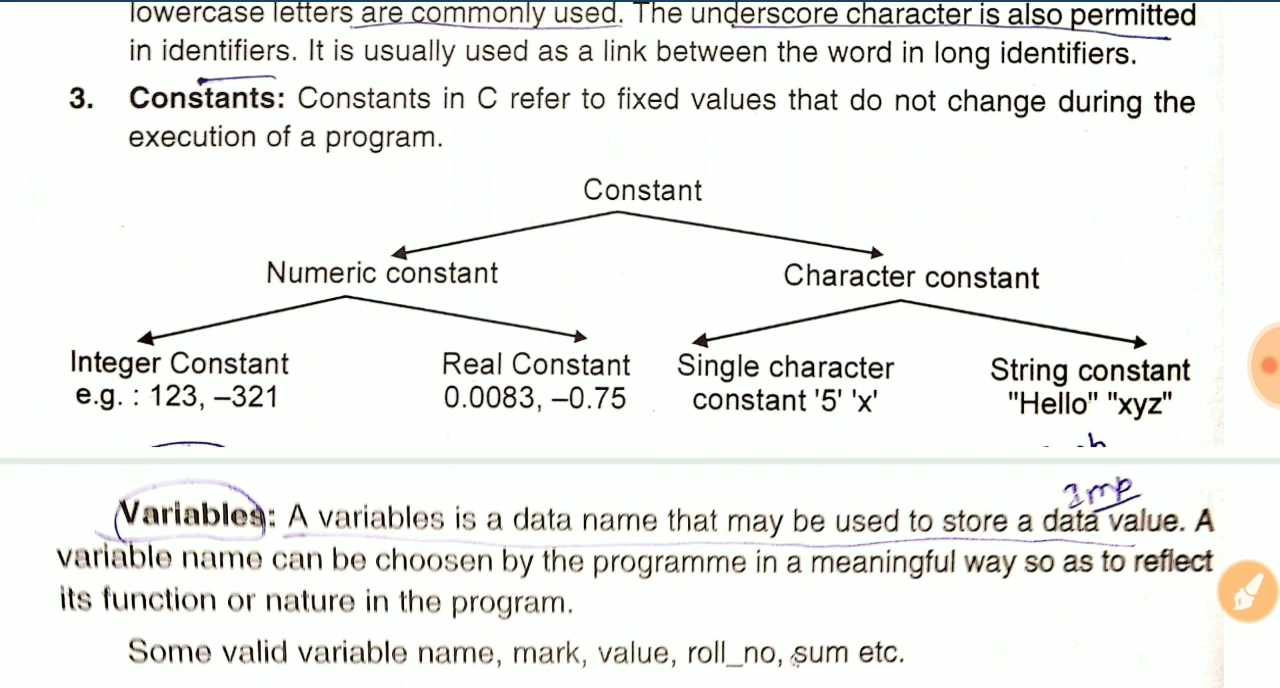 lowercase letters are commonly used. The underscore character is also permitted
in identifiers. It is usually used as a link between the word in long identifiers.
3. Constants: Constants in C refer to fixed values that do not change during the
execution of a program.
Constant
Numeric constant Character constant
Integer Constant Real Constant Single character String constant
e.g. : 123, –321 0.0083, –0.75 constant '5' 'x' "Hello" "xyz"
Imp
Variables: A variables is a data name that may be used to store a data value. A
variable name can be choosen by the programme in a meaningful way so as to reflect
its function or nature in the program.
Some valid variable name, mark, value, roll_no, sum etc.